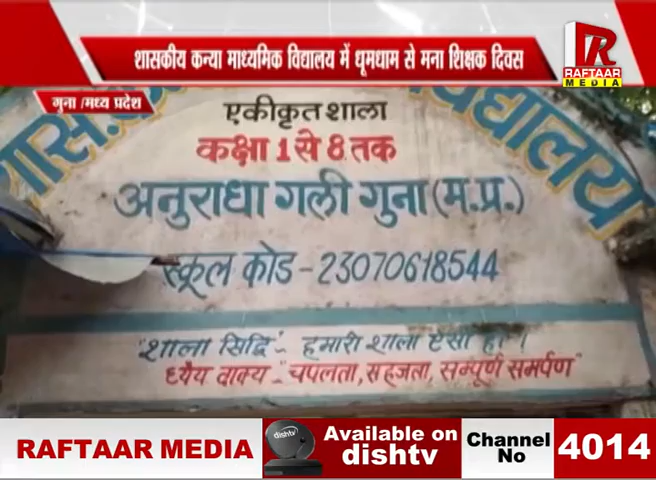 शासकीय कन्या माध्यमिक विद्यालय में धूमधाम से मना शिक्षक दिवस
RAFTAAR
MEDIA
गुना /मध्य प्रदेश
एकीकृत शाला
कक्षा 1 से 8 तक
अनुराधा गली गुना (म.प्र.)
स्कूल कोड - 23070618544
"शाला सिद्धि" - हमारी शाला ऐसी हो।
ध्यैय वाक्य - "चपलता, सहजता, सम्पूर्ण समर्पण"
RAFTAAR MEDIA
dishtv
Available on
dishtv
Channel
No
4014